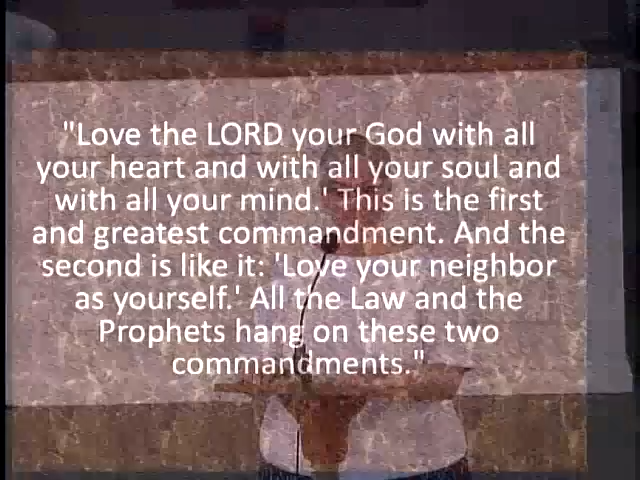 "Love the LORD your God with all
your heart and with all your soul and
with all your mind.' This is the first
and greatest commandment. And the
second is like it: 'Love your neighbor
as yourself.' All the Law and the
Prophets hang on these two
commandments."